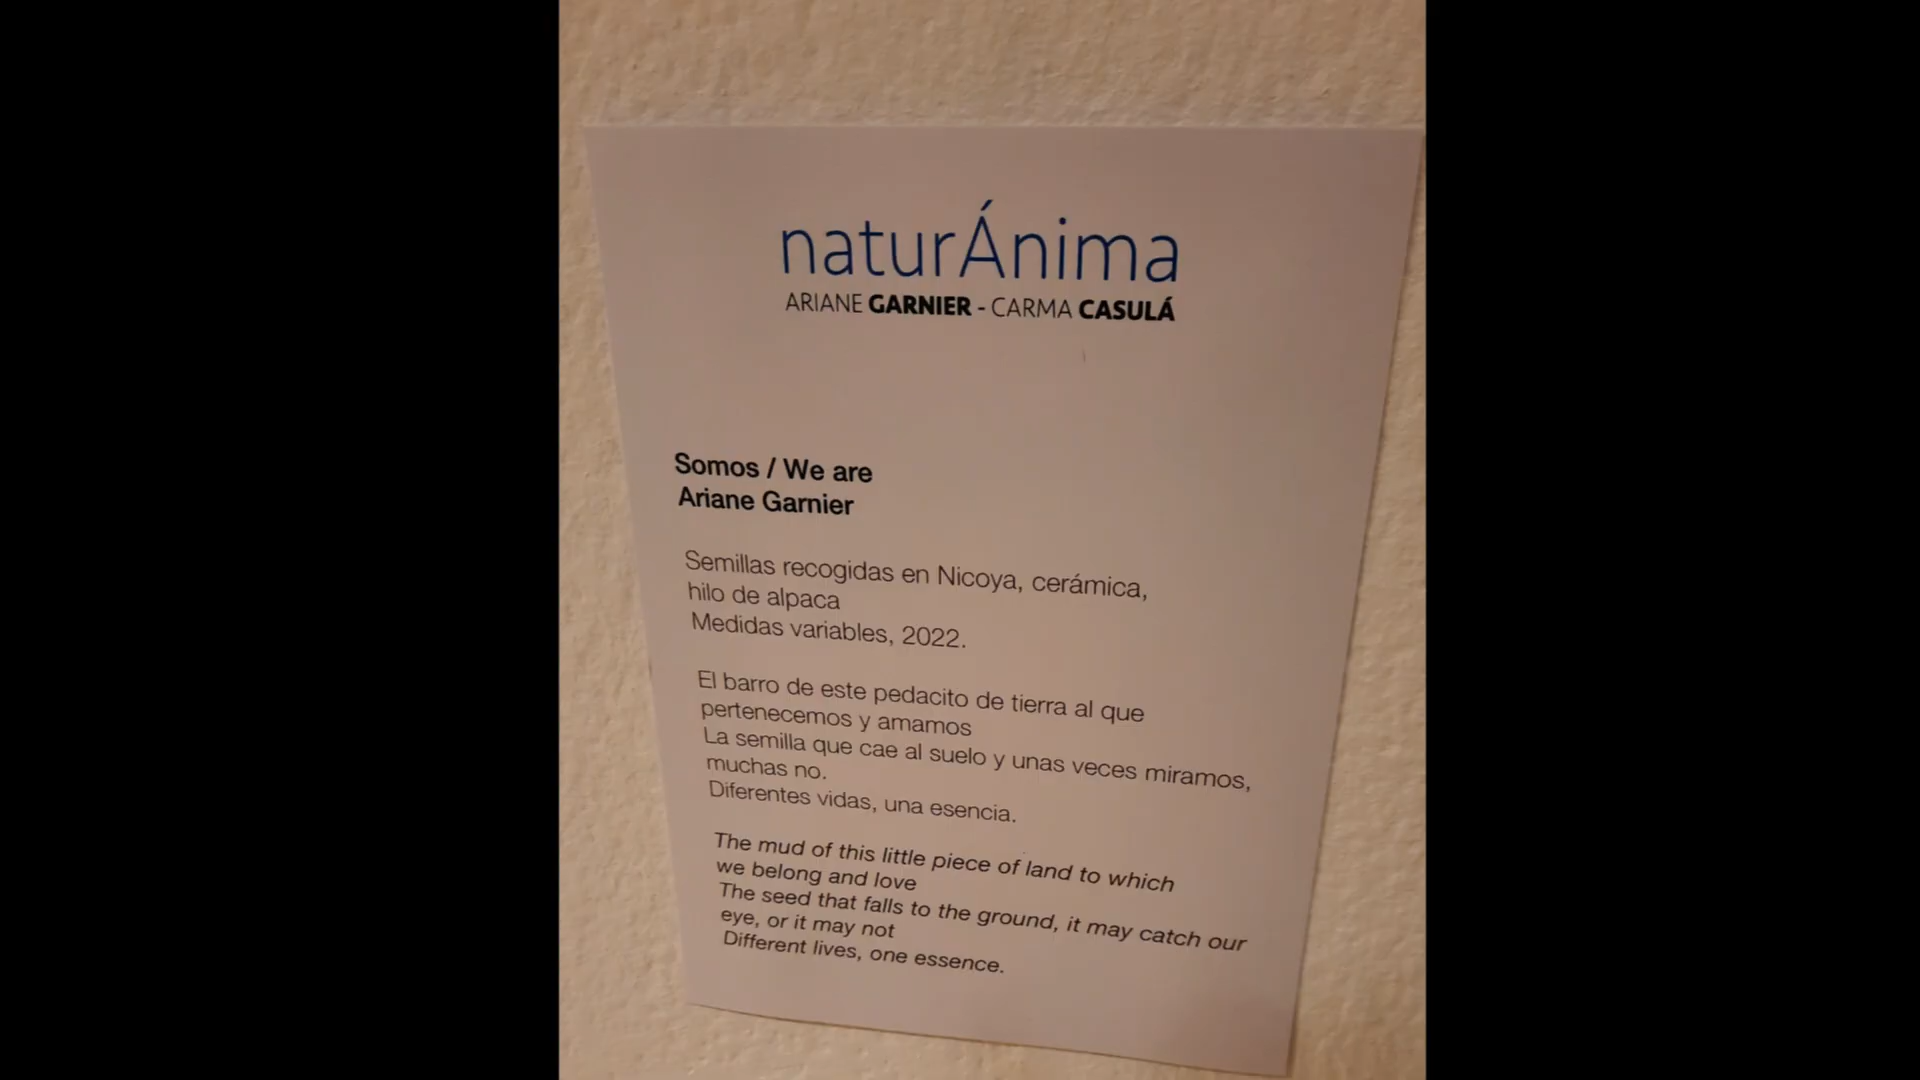 naturÁnima
ARIANE GARNIER - CARMA CASULÁ
Somos / We are
Ariane Garnier
Semillas recogidas en Nicoya, cerámica,
hilo de alpaca
Medidas variables, 2022.
El barro de este pedacito de tierra al que
pertenecemos y amamos
La semilla que cae al suelo y unas veces miramos,
muchas no.
Diferentes vidas, una esencia.
The mud of this little piece of land to which
we belong and love
The seed that falls to the ground, it may catch our
eye, or it may not
Different lives, one essence.